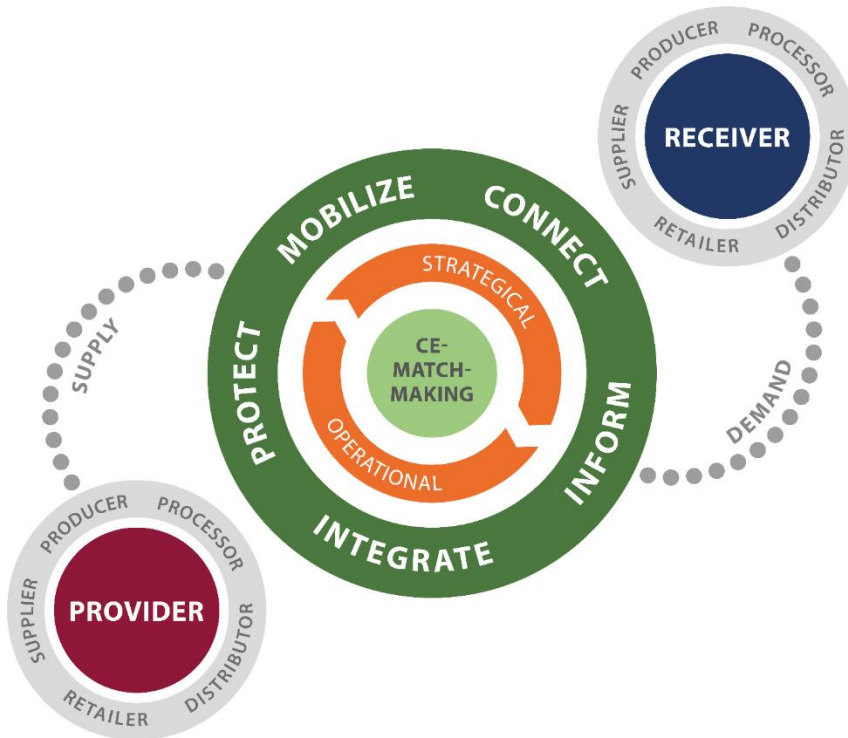 PRODUCER
PROCESSOR
SUPPLIER
RECEIVER
DISTRIBUTOR
RETAILER
MOBILIZE
CONNECT
STRATEGICAL
SUPPLY
PROTECT
CE-
MATCH-
MAKING
DEMAND
INFORM
OPERATIONAL
INTEGRATE
PRODUCER
PROCESSOR
SUPPLIER
PROVIDER
DISTRIBUTOR
RETAILER